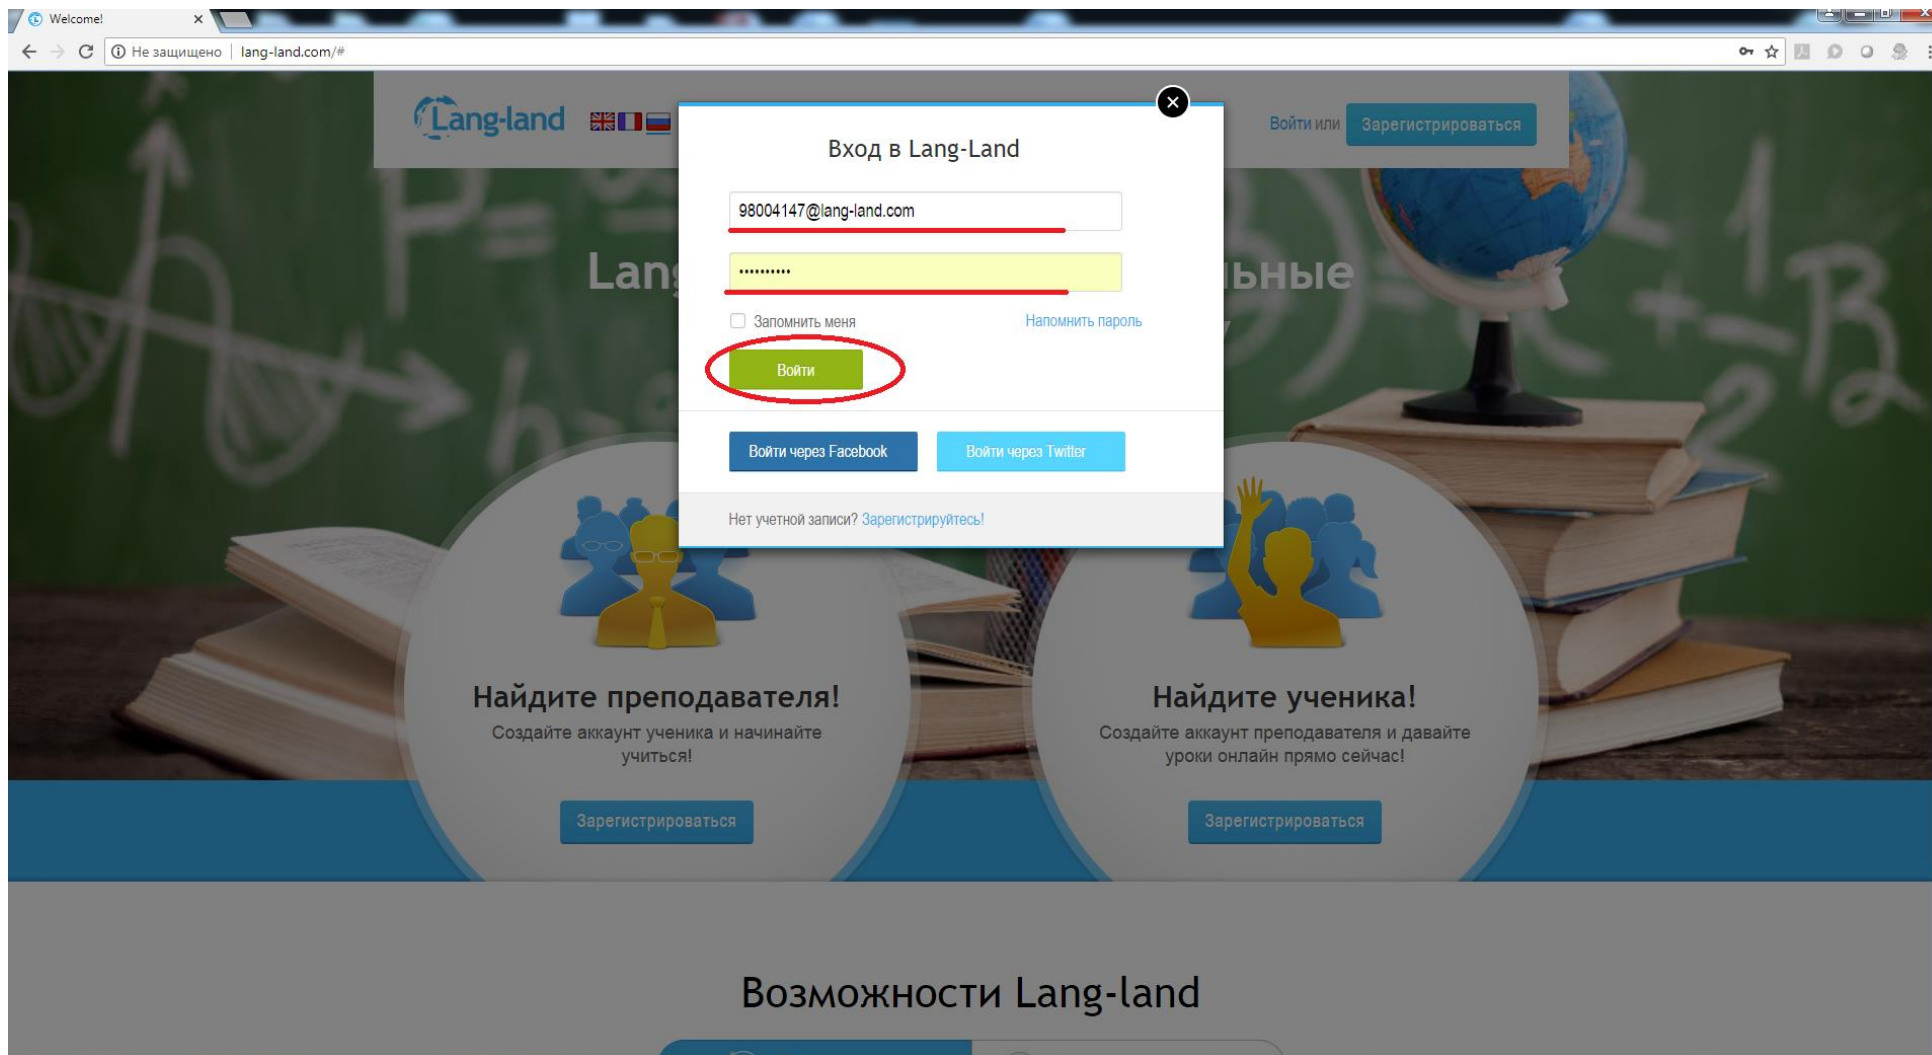 Welcome!
Не защищено | lang-land.com/#
Lang-land
Войти или Зарегистрироваться
Вход в Lang-Land
98004147@lang-land.com
••••••••••
Запомнить меня Напомнить пароль
Войти
Войти через Facebook Войти через Twitter
Нет учетной записи? Зарегистрируйтесь!
Найдите преподавателя!
Создайте аккаунт ученика и начинайте
учиться!
Зарегистрироваться
Найдите ученика!
Создайте аккаунт преподавателя и давайте
уроки онлайн прямо сейчас!
Зарегистрироваться
Возможности Lang-land